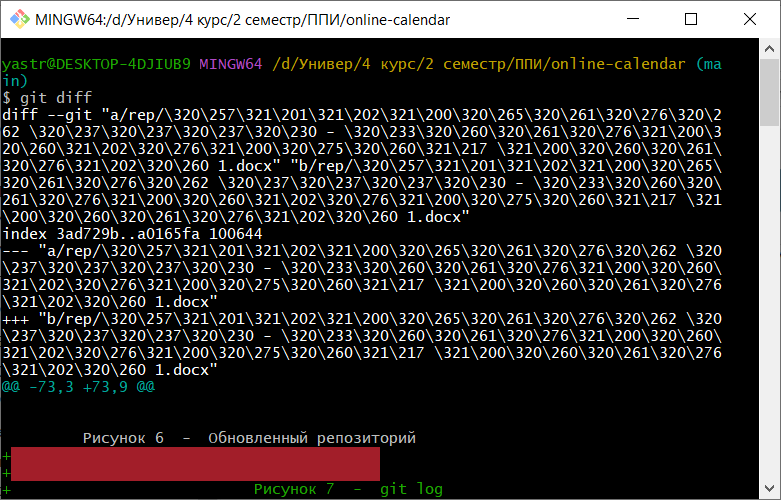 MINGW64:/d/Универ/4 курс/2 семестр/ППИ/online-calendar
yastr@DESKTOP-4DJIUB9 MINGW64 /d/Универ/4 курс/2 семестр/ППИ/online-calendar (ma
in)
$ git diff
diff --git "a/rep/\320\257\321\201\321\202\321\200\320\265\320\261\320\276\320\2
62 \320\237\320\237\320\237\320\230 - \320\233\320\260\320\261\320\276\321\200\3
20\260\321\202\320\276\321\200\320\275\320\260\321\217 \321\200\320\260\320\261\
\320\276\321\202\320\260 1.docx" "b/rep/\320\257\321\201\321\202\321\200\320\265\
\320\261\320\276\320\262 \320\237\320\237\320\237\320\230 - \320\233\320\260\320\
\261\320\276\321\200\320\260\321\202\320\276\321\200\320\275\320\260\321\217 \321
\200\320\260\320\261\320\276\321\202\320\260 1.docx"
index 3ad729b..a0165fa 100644
--- "a/rep/\320\257\321\201\321\202\321\200\320\265\320\261\320\276\320\262 \320
\237\320\237\320\237\320\230 - \320\233\320\260\320\261\320\276\321\200\320\260\
\321\202\320\276\321\200\320\275\320\260\321\217 \321\200\320\260\320\261\320\276
\321\202\320\260 1.docx"
+++ "b/rep/\320\257\321\201\321\202\321\200\320\265\320\261\320\276\320\262 \320
\237\320\237\320\237\320\230 - \320\233\320\260\320\261\320\276\321\200\320\260\
\321\202\320\276\321\200\320\275\320\260\321\217 \321\200\320\260\320\261\320\276
\321\202\320\260 1.docx"
@@ -73,3 +73,9 @@
Рисунок 6 - Обновленный репозиторий
+
+
+ Рисунок 7 - git log